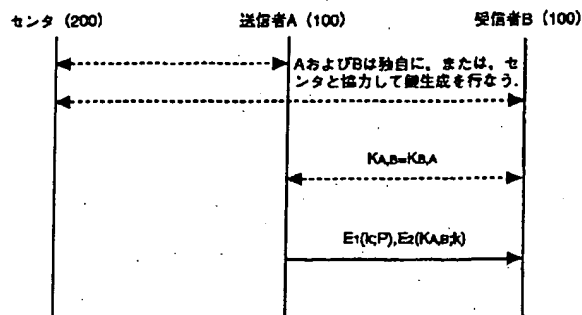 センタ (200)
送信者A (100)
受信者B (100)
AおよびBは独自に、または、セ
ンタと協力して鍵生成を行なう.
KA,B=KB,A
E1(k;P),E2(KA,B;k)